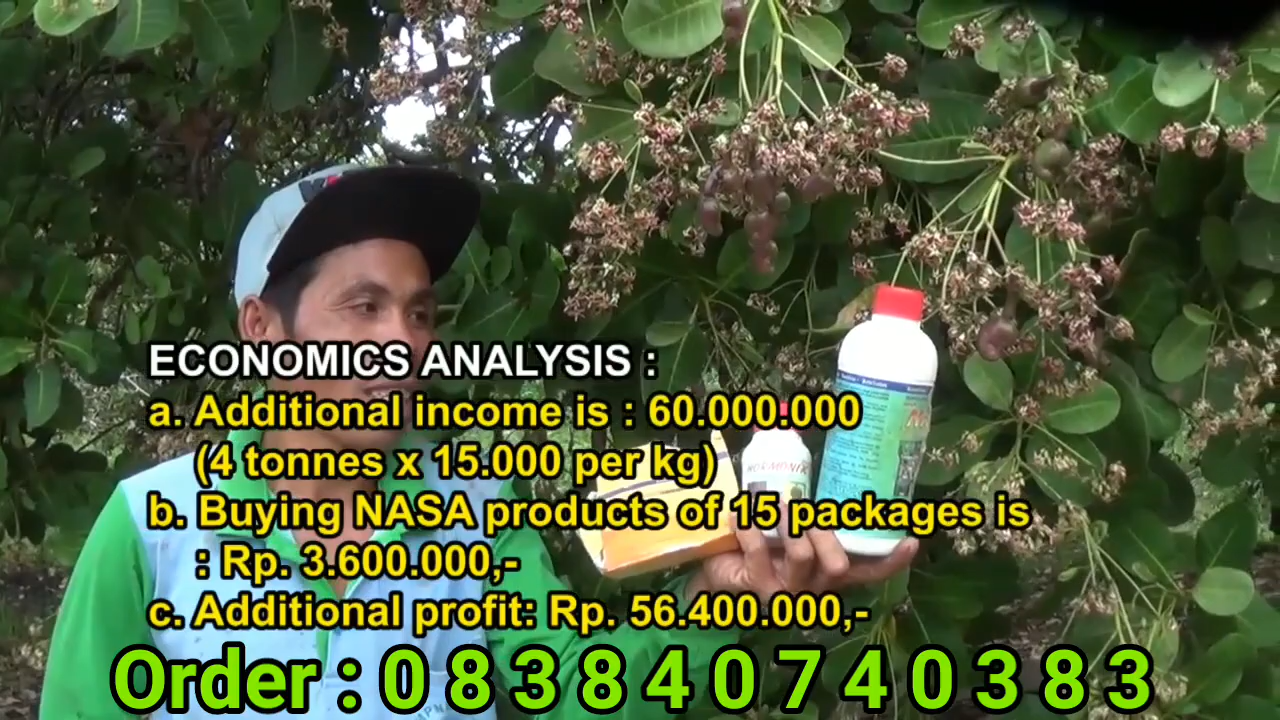 ECONOMICS ANALYSIS :
a. Additional income is : 60.000.000
(4 tonnes x 15.000 per kg)
b. Buying NASA products of 15 packages is
: Rp. 3.600.000,-
c. Additional profit: Rp. 56.400.000,-
Order : 0 8 3 8 4 0 7 4 0 3 8 3
HORMONIK